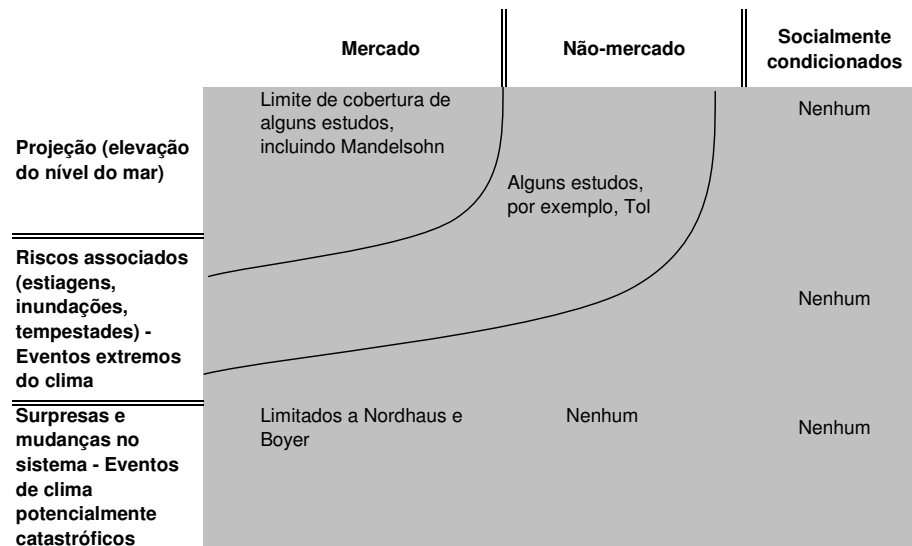 Mercado
Não-mercado
Socialmente
condicionados
Projeção (elevação
do nível do mar)
Limite de cobertura de
alguns estudos,
incluindo Mandelsohn
Alguns estudos,
por exemplo, Tol
Nenhum
Riscos associados
(estiagens,
inundações,
tempestades) -
Eventos extremos
do clima
Nenhum
Surpresas e
mudanças no
sistema - Eventos
de clima
potencialmente
catastróficos
Limitados a Nordhaus e
Boyer
Nenhum
Nenhum